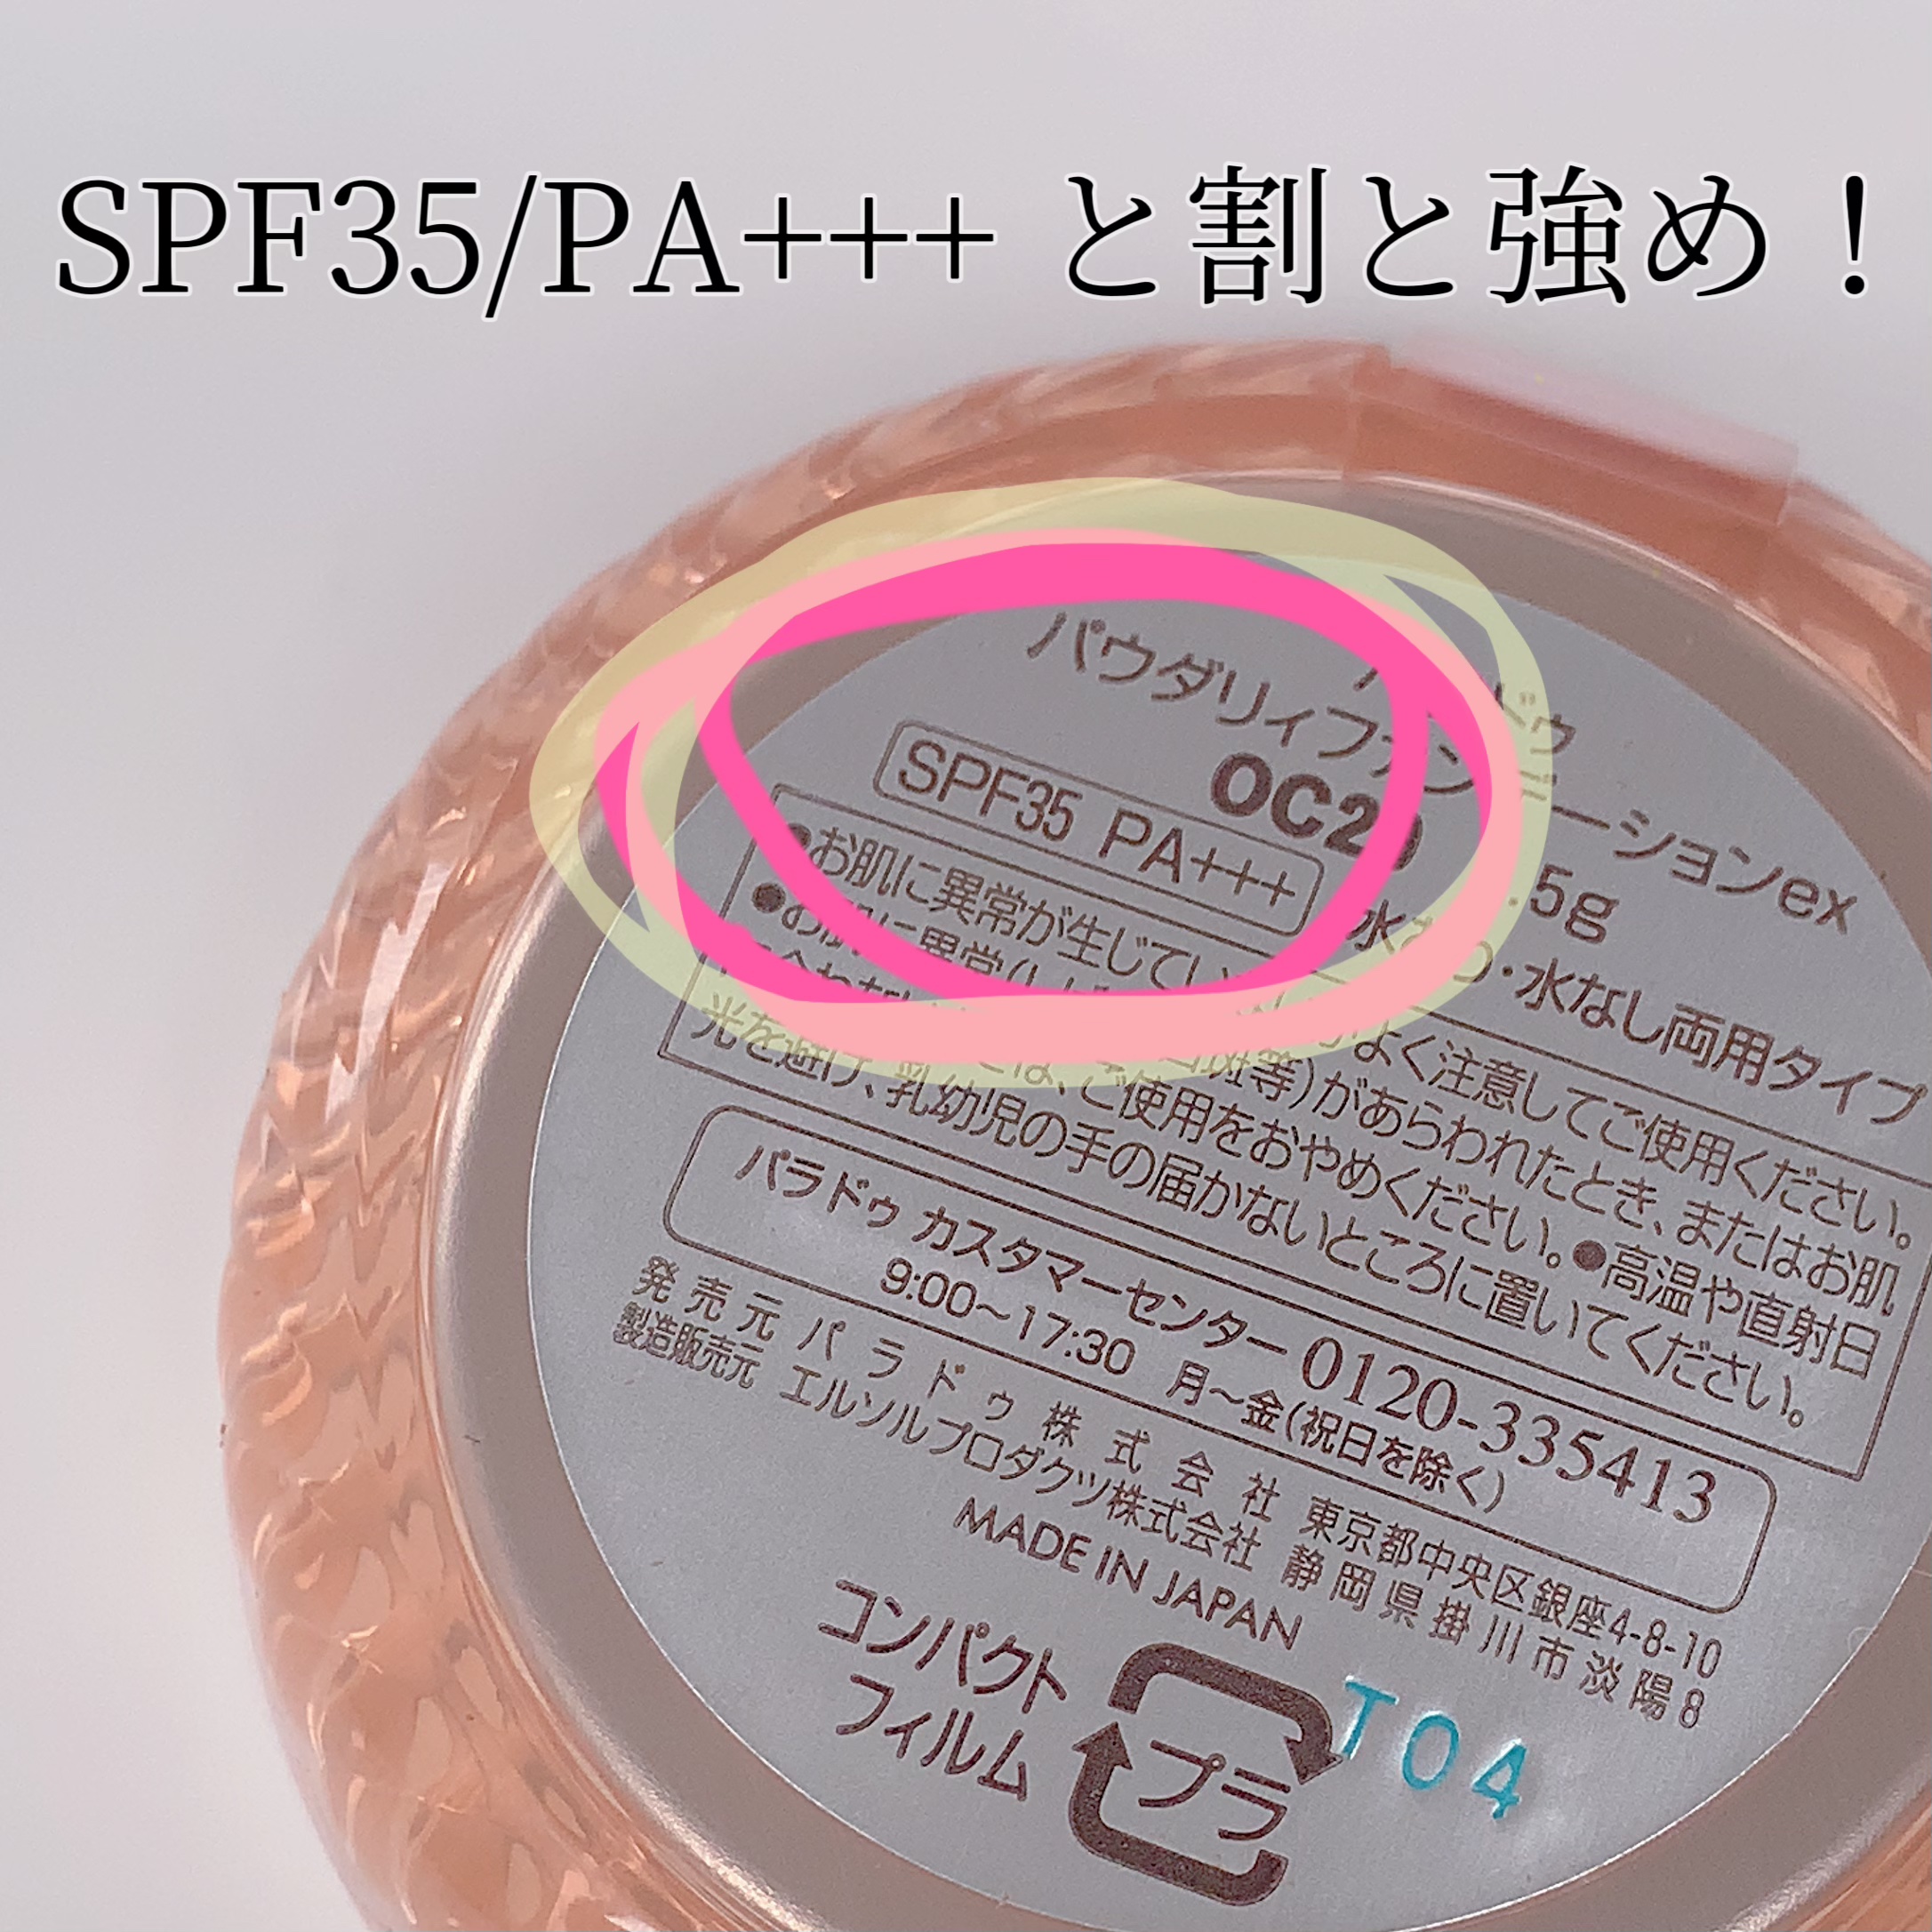 SPF35/PA+++ と割と強め！
パウダリィファンデーションex
SPF35 PA+++
5g
水なし両用タイプ
●お肌に異常が生じて よく注意してご使用ください。
斑等)があらわれたとき、またはお肌
は、ご使用をおやめください。●高温や直射日
光を避け、乳幼児の手の届かないところに置いてください。
パラドゥ カスタマーセンター 0120-335413
9:00～17:30 月～金(祝日を除く)
発売元 パラドゥ株式会社 東京都中央区銀座4-8-10
製造販売元 エルソルプロダクツ株式会社 静岡県掛川市淡陽8
MADE IN JAPAN
コンパクト
フィルム
プラ
T04